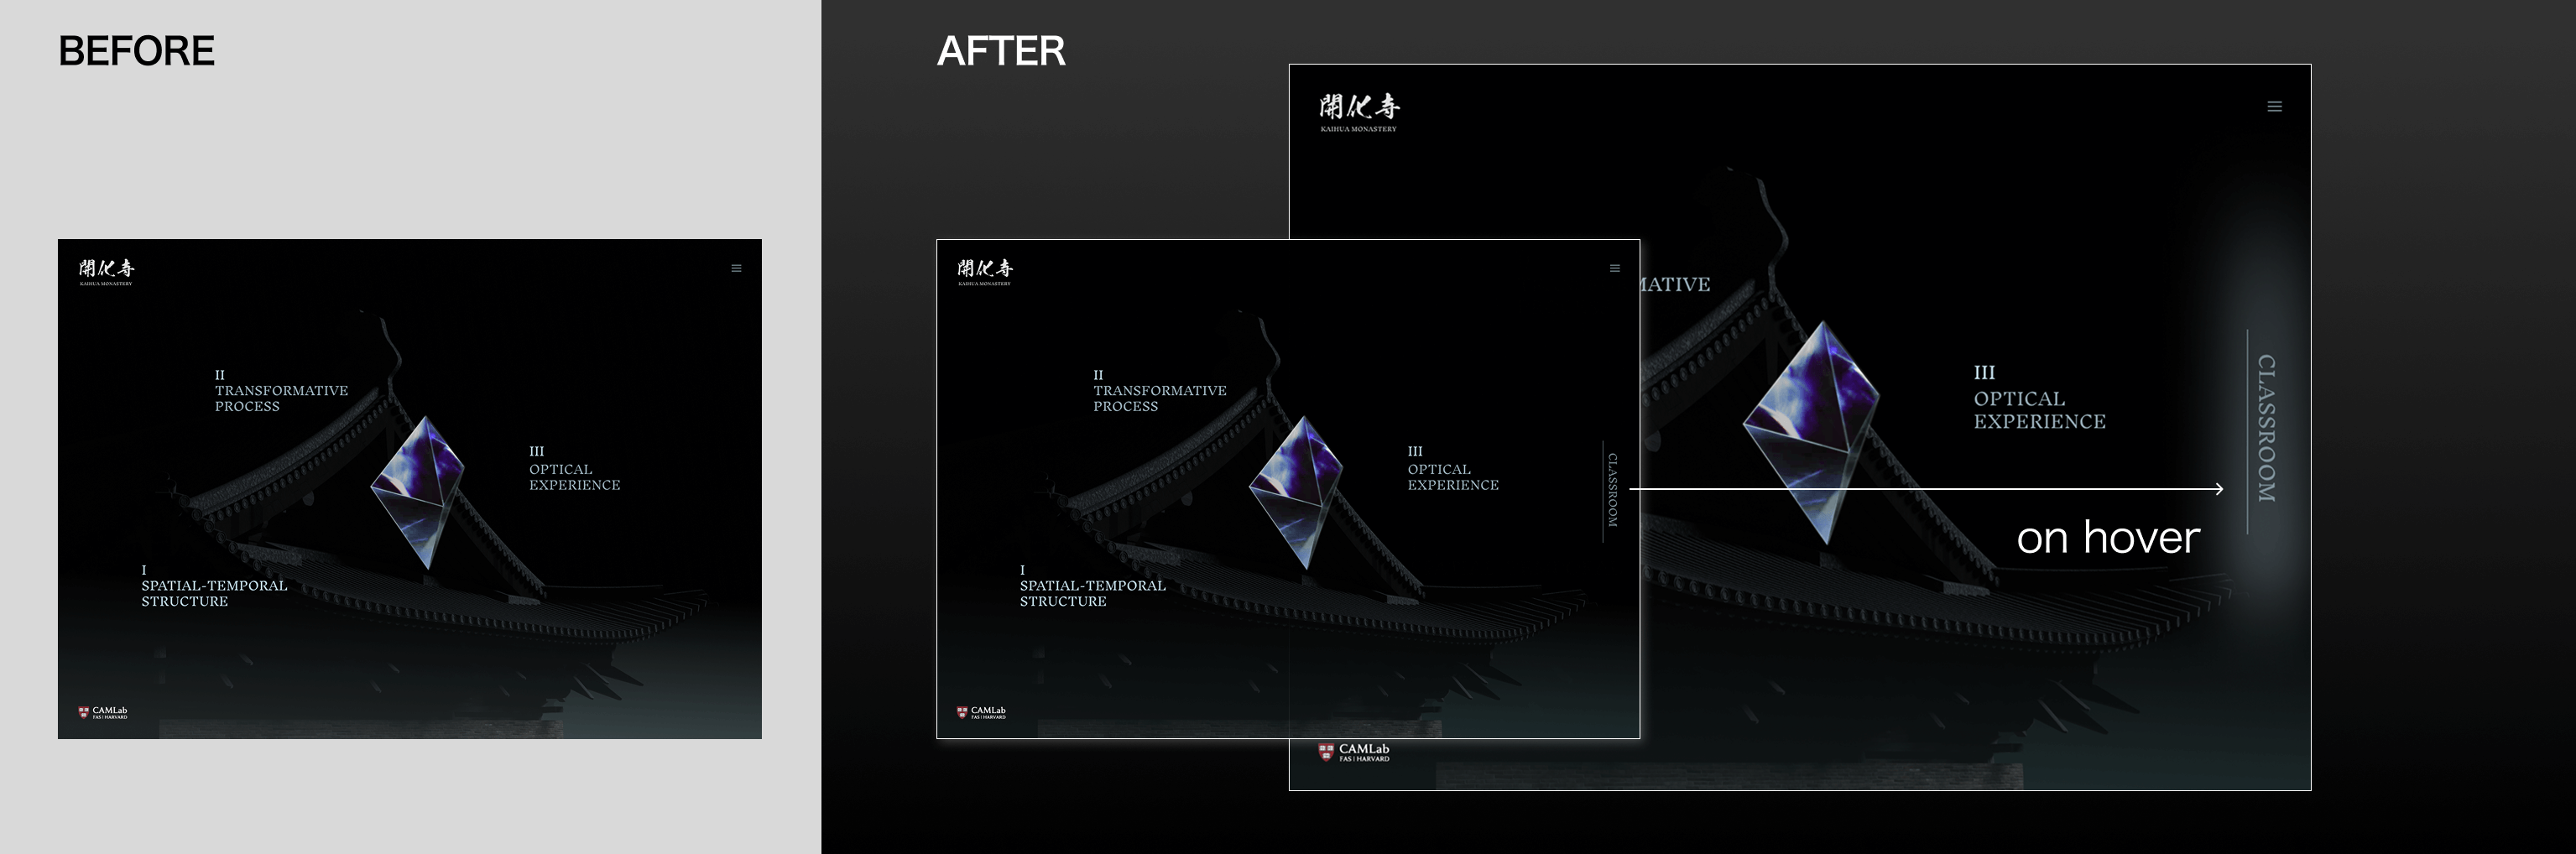 BEFORE
開化寺
KAIHUA MONASTERY
II
TRANSFORMATIVE
PROCESS
III
OPTICAL
EXPERIENCE
I
SPATIAL-TEMPORAL
STRUCTURE
CAMLab
FAS | HARVARD
AFTER
開化寺
KAIHUA MONASTERY
II
TRANSFORMATIVE
PROCESS
III
OPTICAL
EXPERIENCE
CLASSROOM
I
SPATIAL-TEMPORAL
STRUCTURE
CAMLab
FAS | HARVARD
開化寺
KAIHUA MONASTERY
MATIVE
III
OPTICAL
EXPERIENCE
CLASSROOM
on hover
CAMLab
FAS | HARVARD